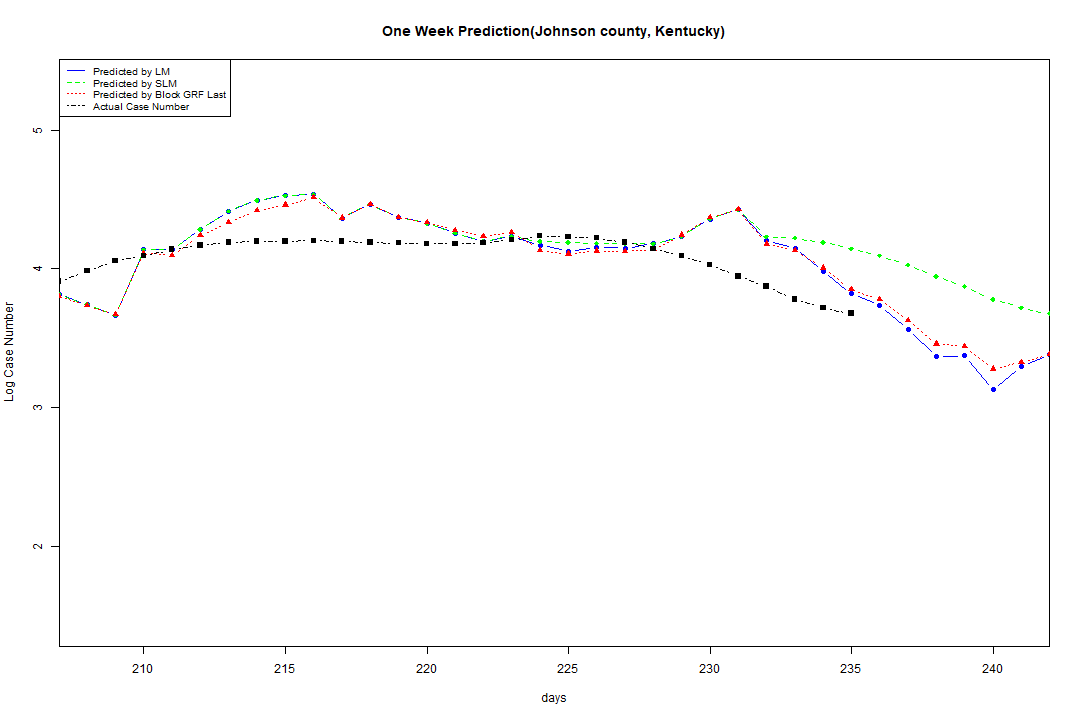 One Week Prediction(Johnson county, Kentucky)
Predicted by LM
Predicted by SLM
Predicted by Block GRF Last
Actual Case Number
5
4
3
2
Log Case Number
210 215 220 225 230 235 240
days